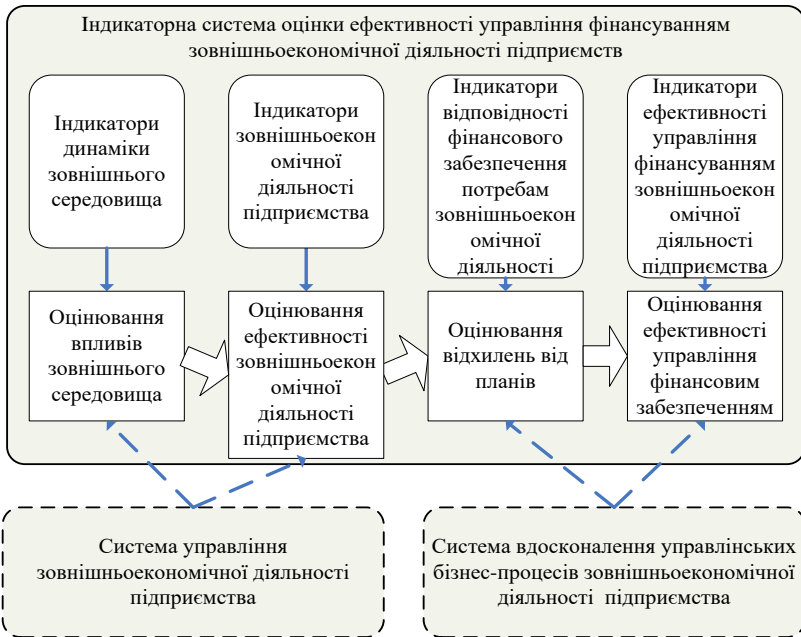 Індикаторна система оцінки ефективності управління фінансуванням
зовнішньоекономічної діяльності підприємств
Індикатори
динаміки
зовнішнього
середовища
Індикатори
зовнішньоекон
омічної
діяльності
підприємства
Індикатори
відповідності
фінансового
забезпечення
потребам
зовнішньоекон
омічної
діяльності
Індикатори
ефективності
управління
фінансуванням
зовнішньоекон
омічної
діяльності
підприємства
Оцінювання
впливів
зовнішнього
середовища
Оцінювання
ефективності
зовнішньоекон
омічної
діяльності
підприємства
Оцінювання
відхилень від
планів
Оцінювання
ефективності
управління
фінансовим
забезпеченням
Система управління
зовнішньоекономічної діяльності
підприємства
Система вдосконалення управлінських
бізнес-процесів зовнішньоекономічної
діяльності підприємства